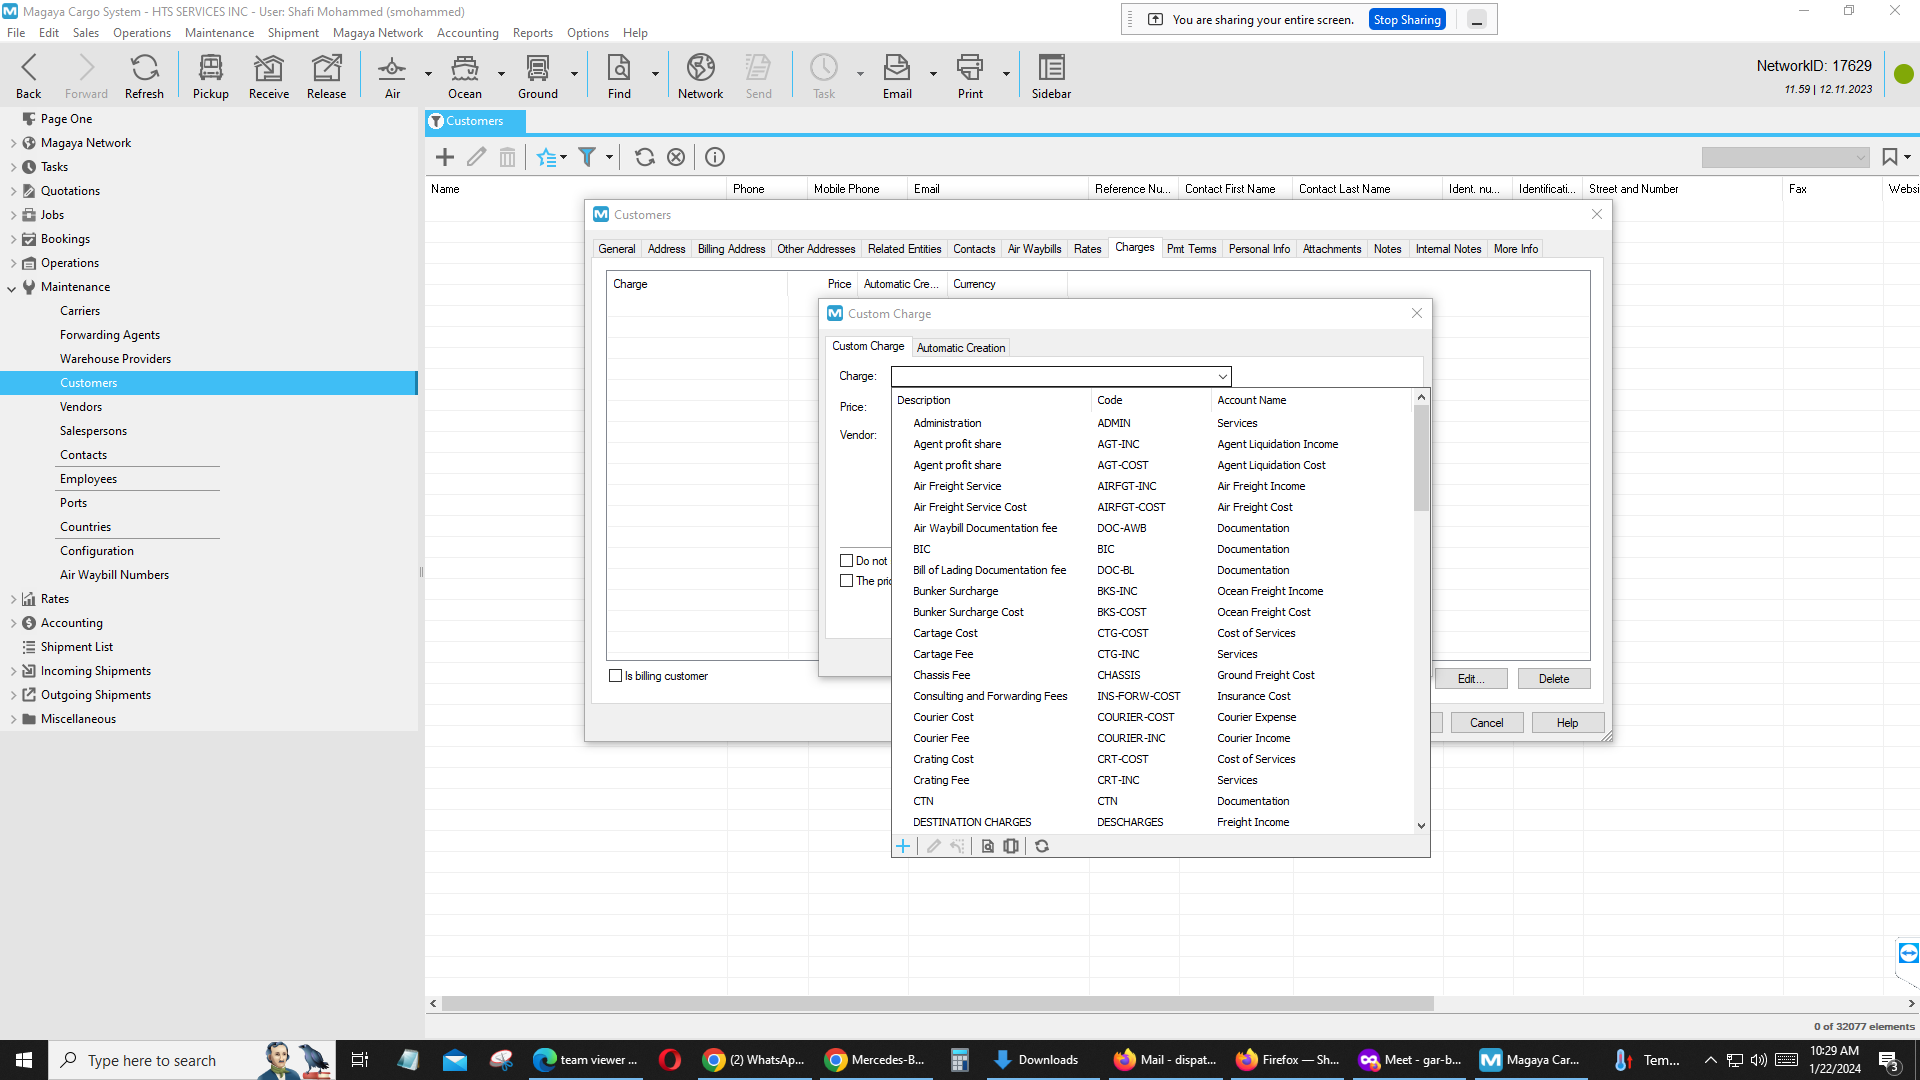 Magaya Cargo System - HTS SERVICES INC - User: Shafi Mohammed (smohammed)
You are sharing your entire screen.
Stop Sharing
File Edit Sales Operations Maintenance Shipment Magaya Network Accounting Reports Options Help
Back Forward Refresh Pickup Receive Release Air Ocean Ground Find Network Send Task Email Print Sidebar
NetworkID: 17629
11.59 | 12.11.2023
Page One
Magaya Network
Tasks
Quotations
Jobs
Bookings
Operations
Maintenance
Carriers
Forwarding Agents
Warehouse Providers
Customers
Vendors
Salespersons
Contacts
Employees
Ports
Countries
Configuration
Air Waybill Numbers
Rates
Accounting
Shipment List
Incoming Shipments
Outgoing Shipments
Miscellaneous
Customers
Name Phone Mobile Phone Email Reference Nu... Contact First Name Contact Last Name Ident. nu... Identificati... Street and Number Fax Websi
Customers
General Address Billing Address Other Addresses Related Entities Contacts Air Waybills Rates Charges Pmt Terms Personal Info Attachments Notes Internal Notes More Info
Charge Price Automatic Cre... Currency
Custom Charge
Custom Charge Automatic Creation
Charge:
Price:
Vendor:
Do not
The pric
Description Code Account Name
Administration ADMIN Services
Agent profit share AGT-INC Agent Liquidation Income
Agent profit share AGT-COST Agent Liquidation Cost
Air Freight Service AIRFGT-INC Air Freight Income
Air Freight Service Cost AIRFGT-COST Air Freight Cost
Air Waybill Documentation fee DOC-AWB Documentation
BIC BIC Documentation
Bill of Lading Documentation fee DOC-BL Documentation
Bunker Surcharge BKS-INC Ocean Freight Income
Bunker Surcharge Cost BKS-COST Ocean Freight Cost
Cartage Cost CTG-COST Cost of Services
Cartage Fee CTG-INC Services
Chassis Fee CHASSIS Ground Freight Cost
Consulting and Forwarding Fees INS-FORW-COST Insurance Cost
Courier Cost COURIER-COST Courier Expense
Courier Fee COURIER-INC Courier Income
Crating Cost CRT-COST Cost of Services
Crating Fee CRT-INC Services
CTN CTN Documentation
DESTINATION CHARGES DESCHARGES Freight Income
Is billing customer
Edit... Delete
Cancel Help
0 of 32077 elements
Type here to search
team viewer ...
(2) WhatsAp...
Mercedes-B...
Downloads
Mail - dispat...
Firefox — Sh...
Meet - gar-b...
Magaya Car...
Tem...
10:29 AM
1/22/2024
3